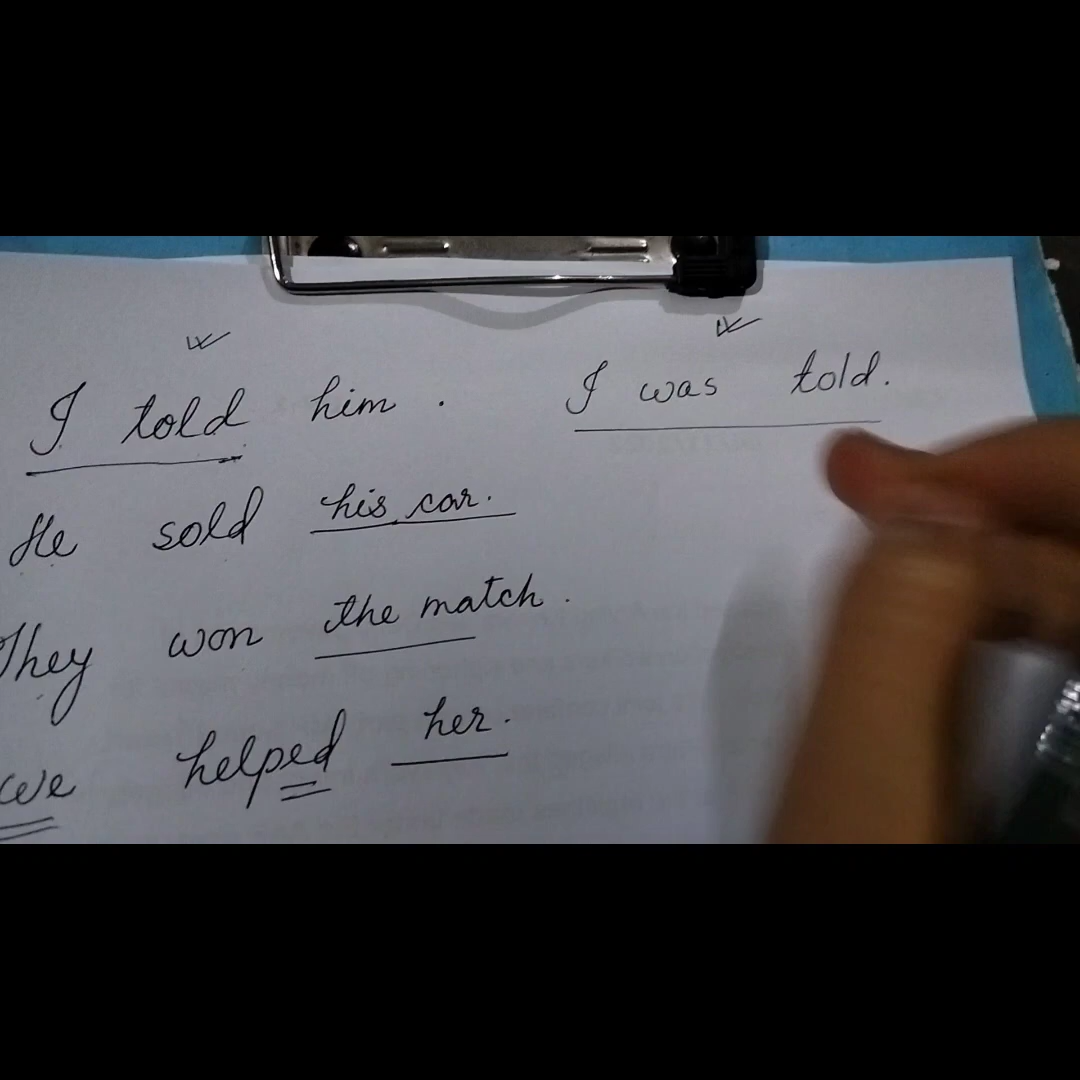 I told him. I was told.
He sold his car.
They won the match.
we helped her.